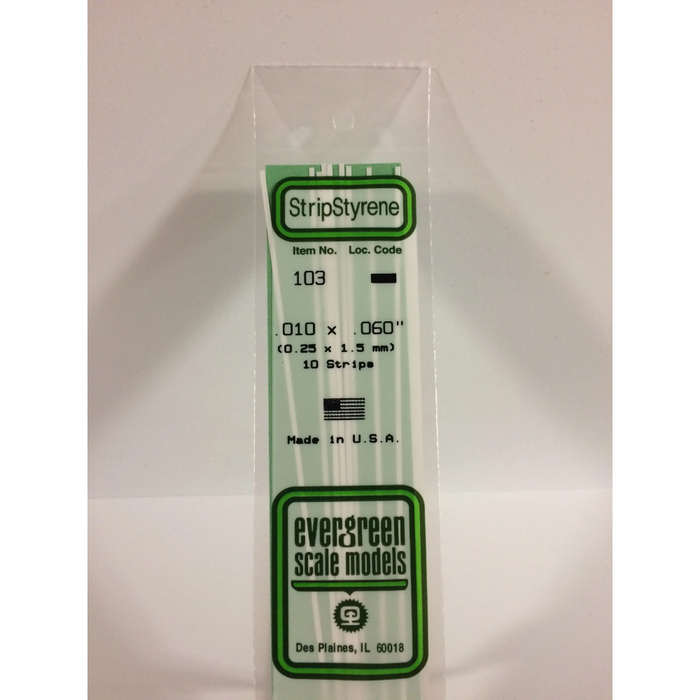 StripStyrene
Item No. Loc. Code
103
.010 x .060"
(0.25 x 1.5 mm)
10 Strips
Made in U.S.A.
evergreen
scale models
Des Plaines, IL 60018